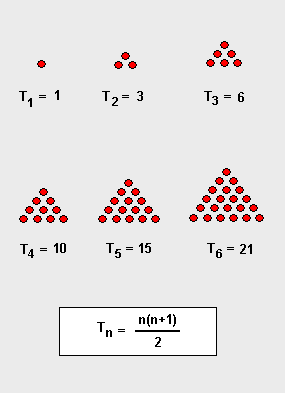 T1 = 1 T2 = 3 T3 = 6
T4 = 10 T5 = 15 T6 = 21
Tn = n(n+1)
2